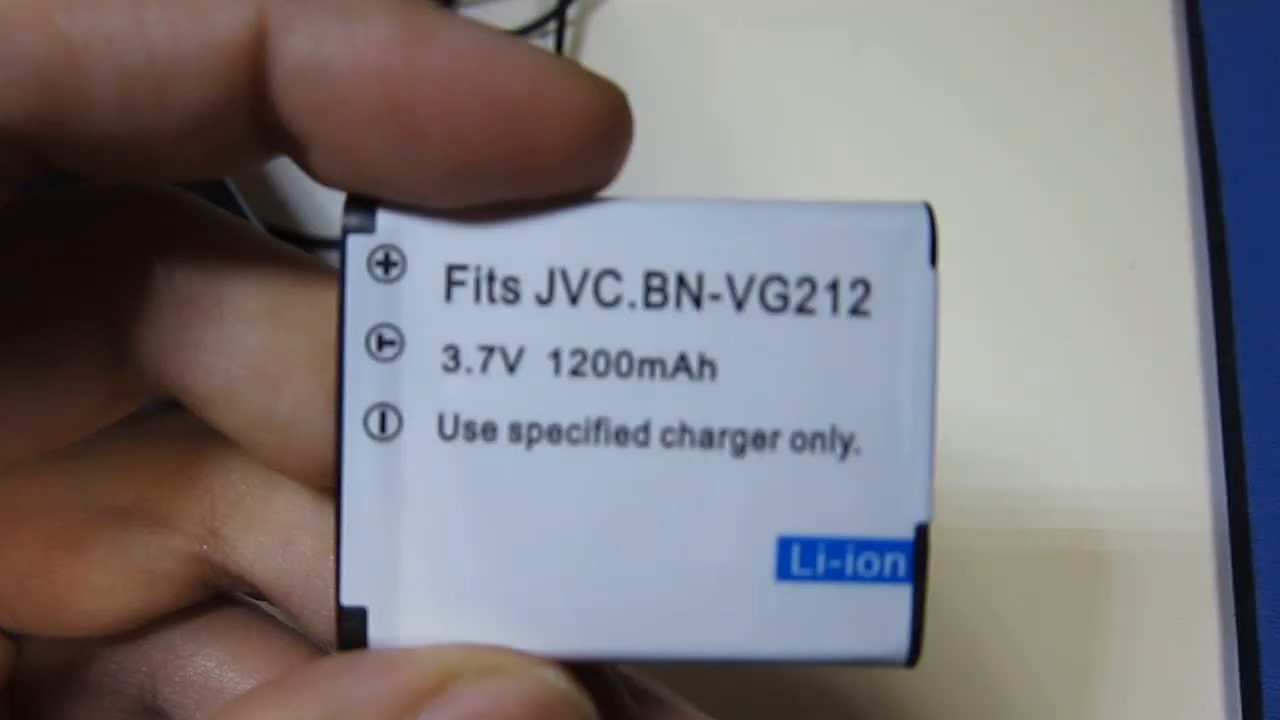 Fits JVC.BN-VG212
3.7V 1200mAh
Use specified charger only.
Li-ion